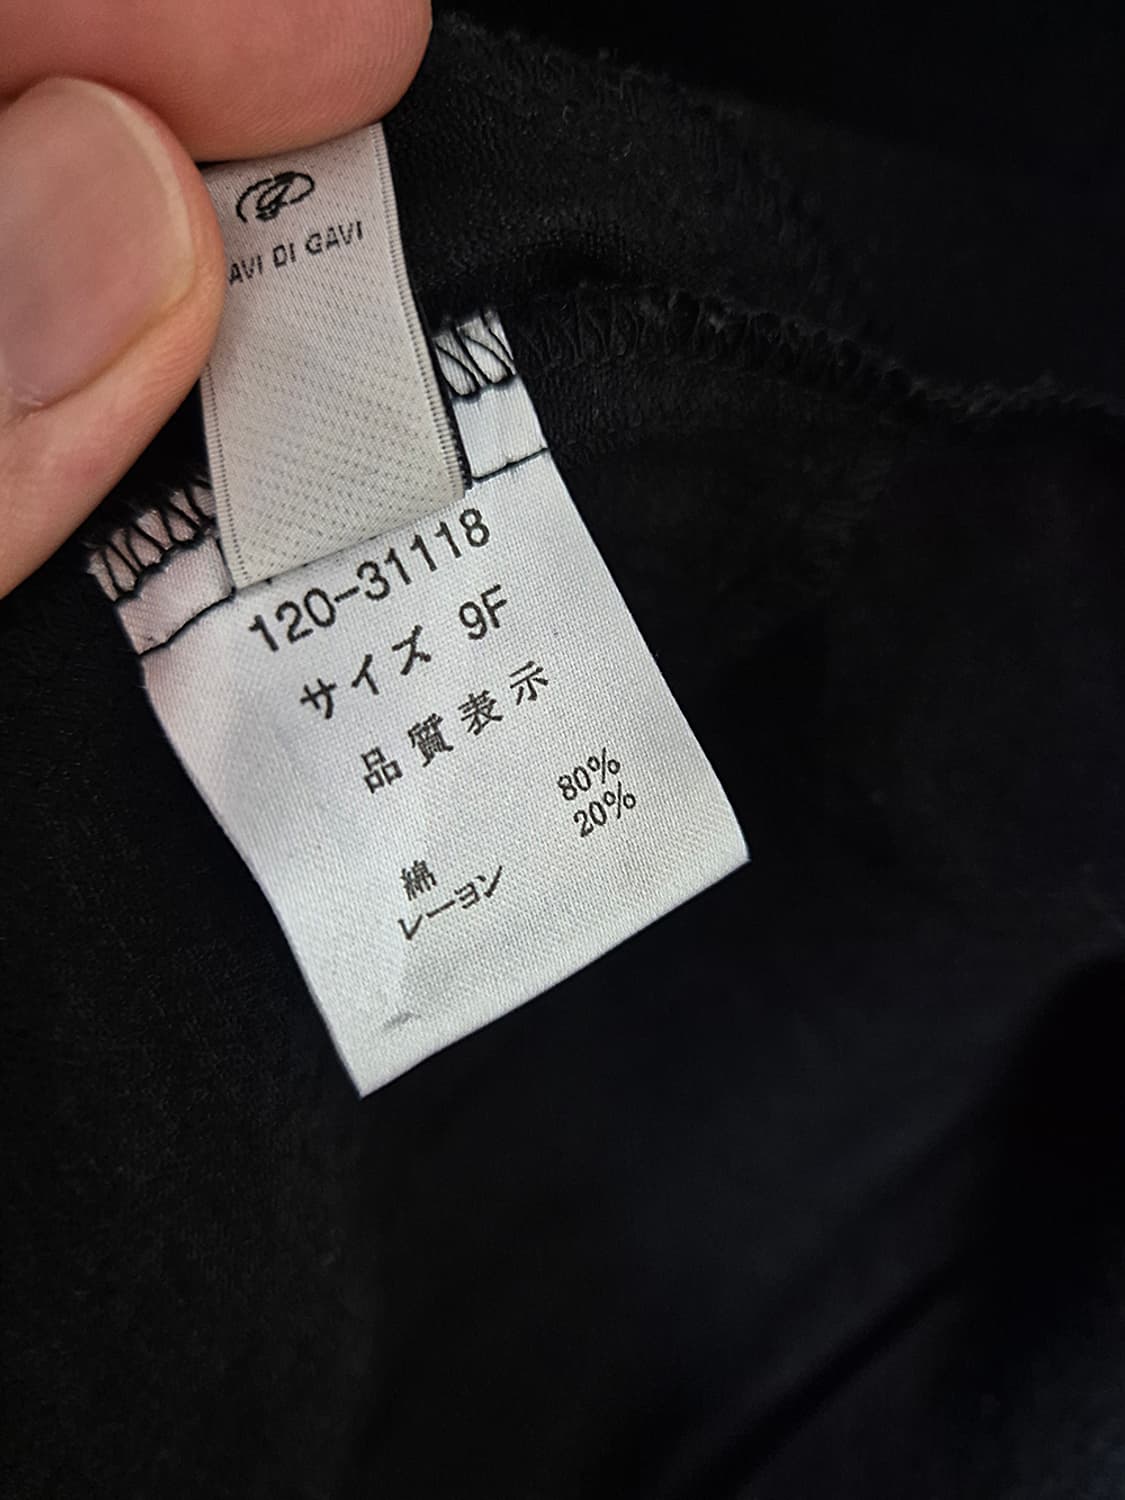 AVI DI GAVI
120-31118
サイズ 9F
品質表示
綿 80%
レーヨン 20%